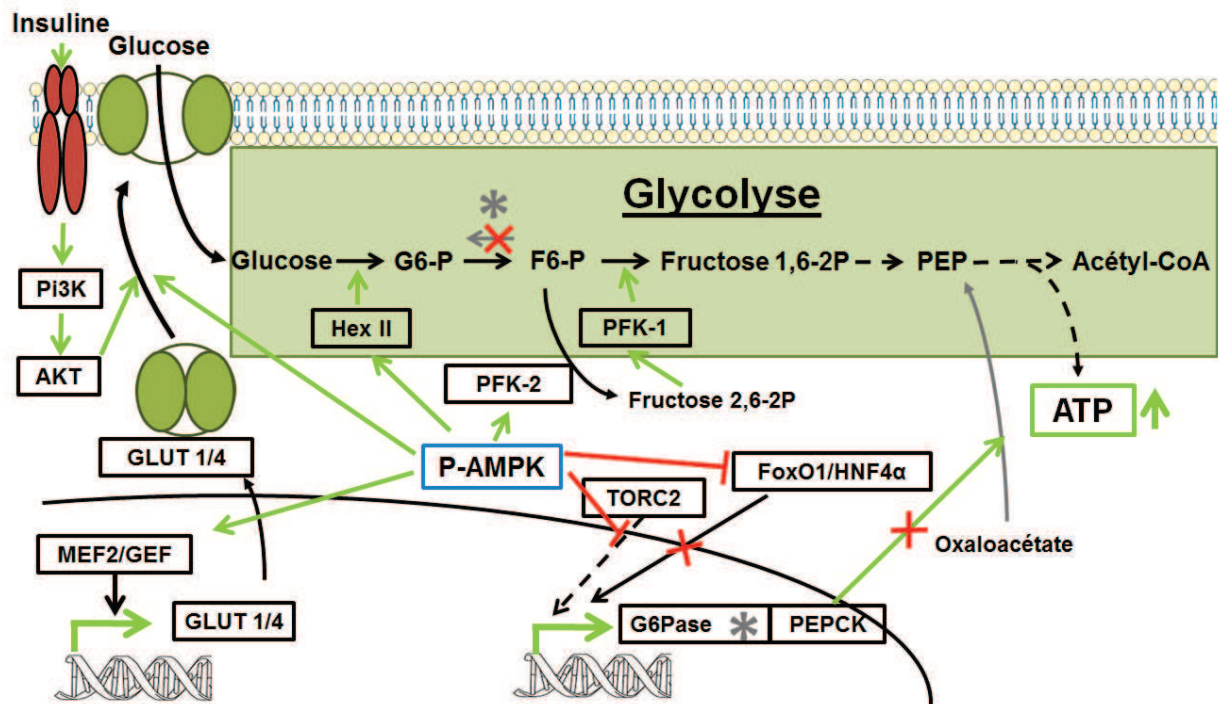 Insuline
Glucose
Glycolyse
*
Glucose
G6-P
F6-P
Fructose 1,6-2P
PEP
Acétyl-CoA
Pi3K
Hex II
PFK-1
AKT
PFK-2
Fructose 2,6-2P
ATP
GLUT 1/4
P-AMPK
FoxO1/HNF4α
TORC2
MEF2/GEF
Oxaloacétate
GLUT 1/4
G6Pase *
PEPCK